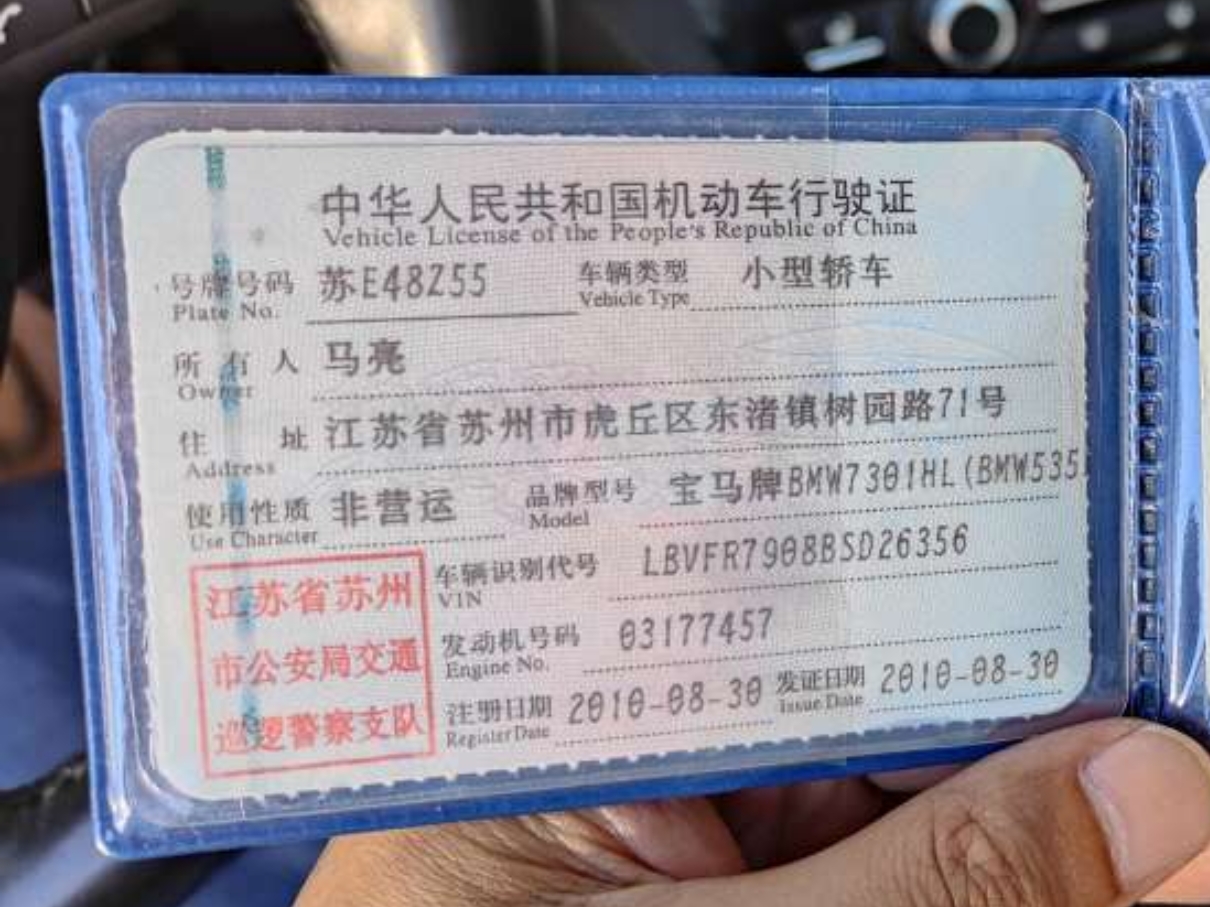 中华人民共和国机动车行驶证
Vehicle License of the People's Republic of China
号牌号码 苏E48Z55 车辆类型 小型轿车
Plate No. Vehicle Type
所有人 马亮
Owner
住址 江苏省苏州市虎丘区东渚镇树园路71号
Address
使用性质 非营运 品牌型号 宝马牌BMW7301HL(BMW535
Use Character Model
车辆识别代号 LBVFR7908BSD26356
VIN
发动机号码 03177457
Engine No.
注册日期 2010-08-30 发证日期 2010-08-30
Register Date Issue Date
江苏省苏州
市公安局交通
巡逻警察支队